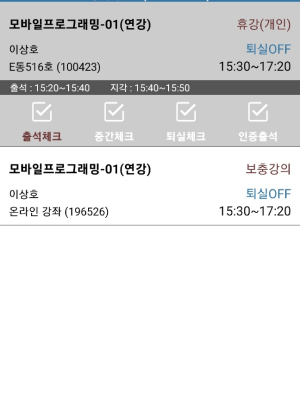 모바일프로그래밍-01(연강) 휴강(개인)
이상호 퇴실OFF
E동516호 (100423) 15:30~17:20
출석 : 15:20~15:40 지각 : 15:40~15:50
출석체크 중간체크 퇴실체크 인증출석
모바일프로그래밍-01(연강) 보충강의
이상호 퇴실OFF
온라인 강좌 (196526) 15:30~17:20